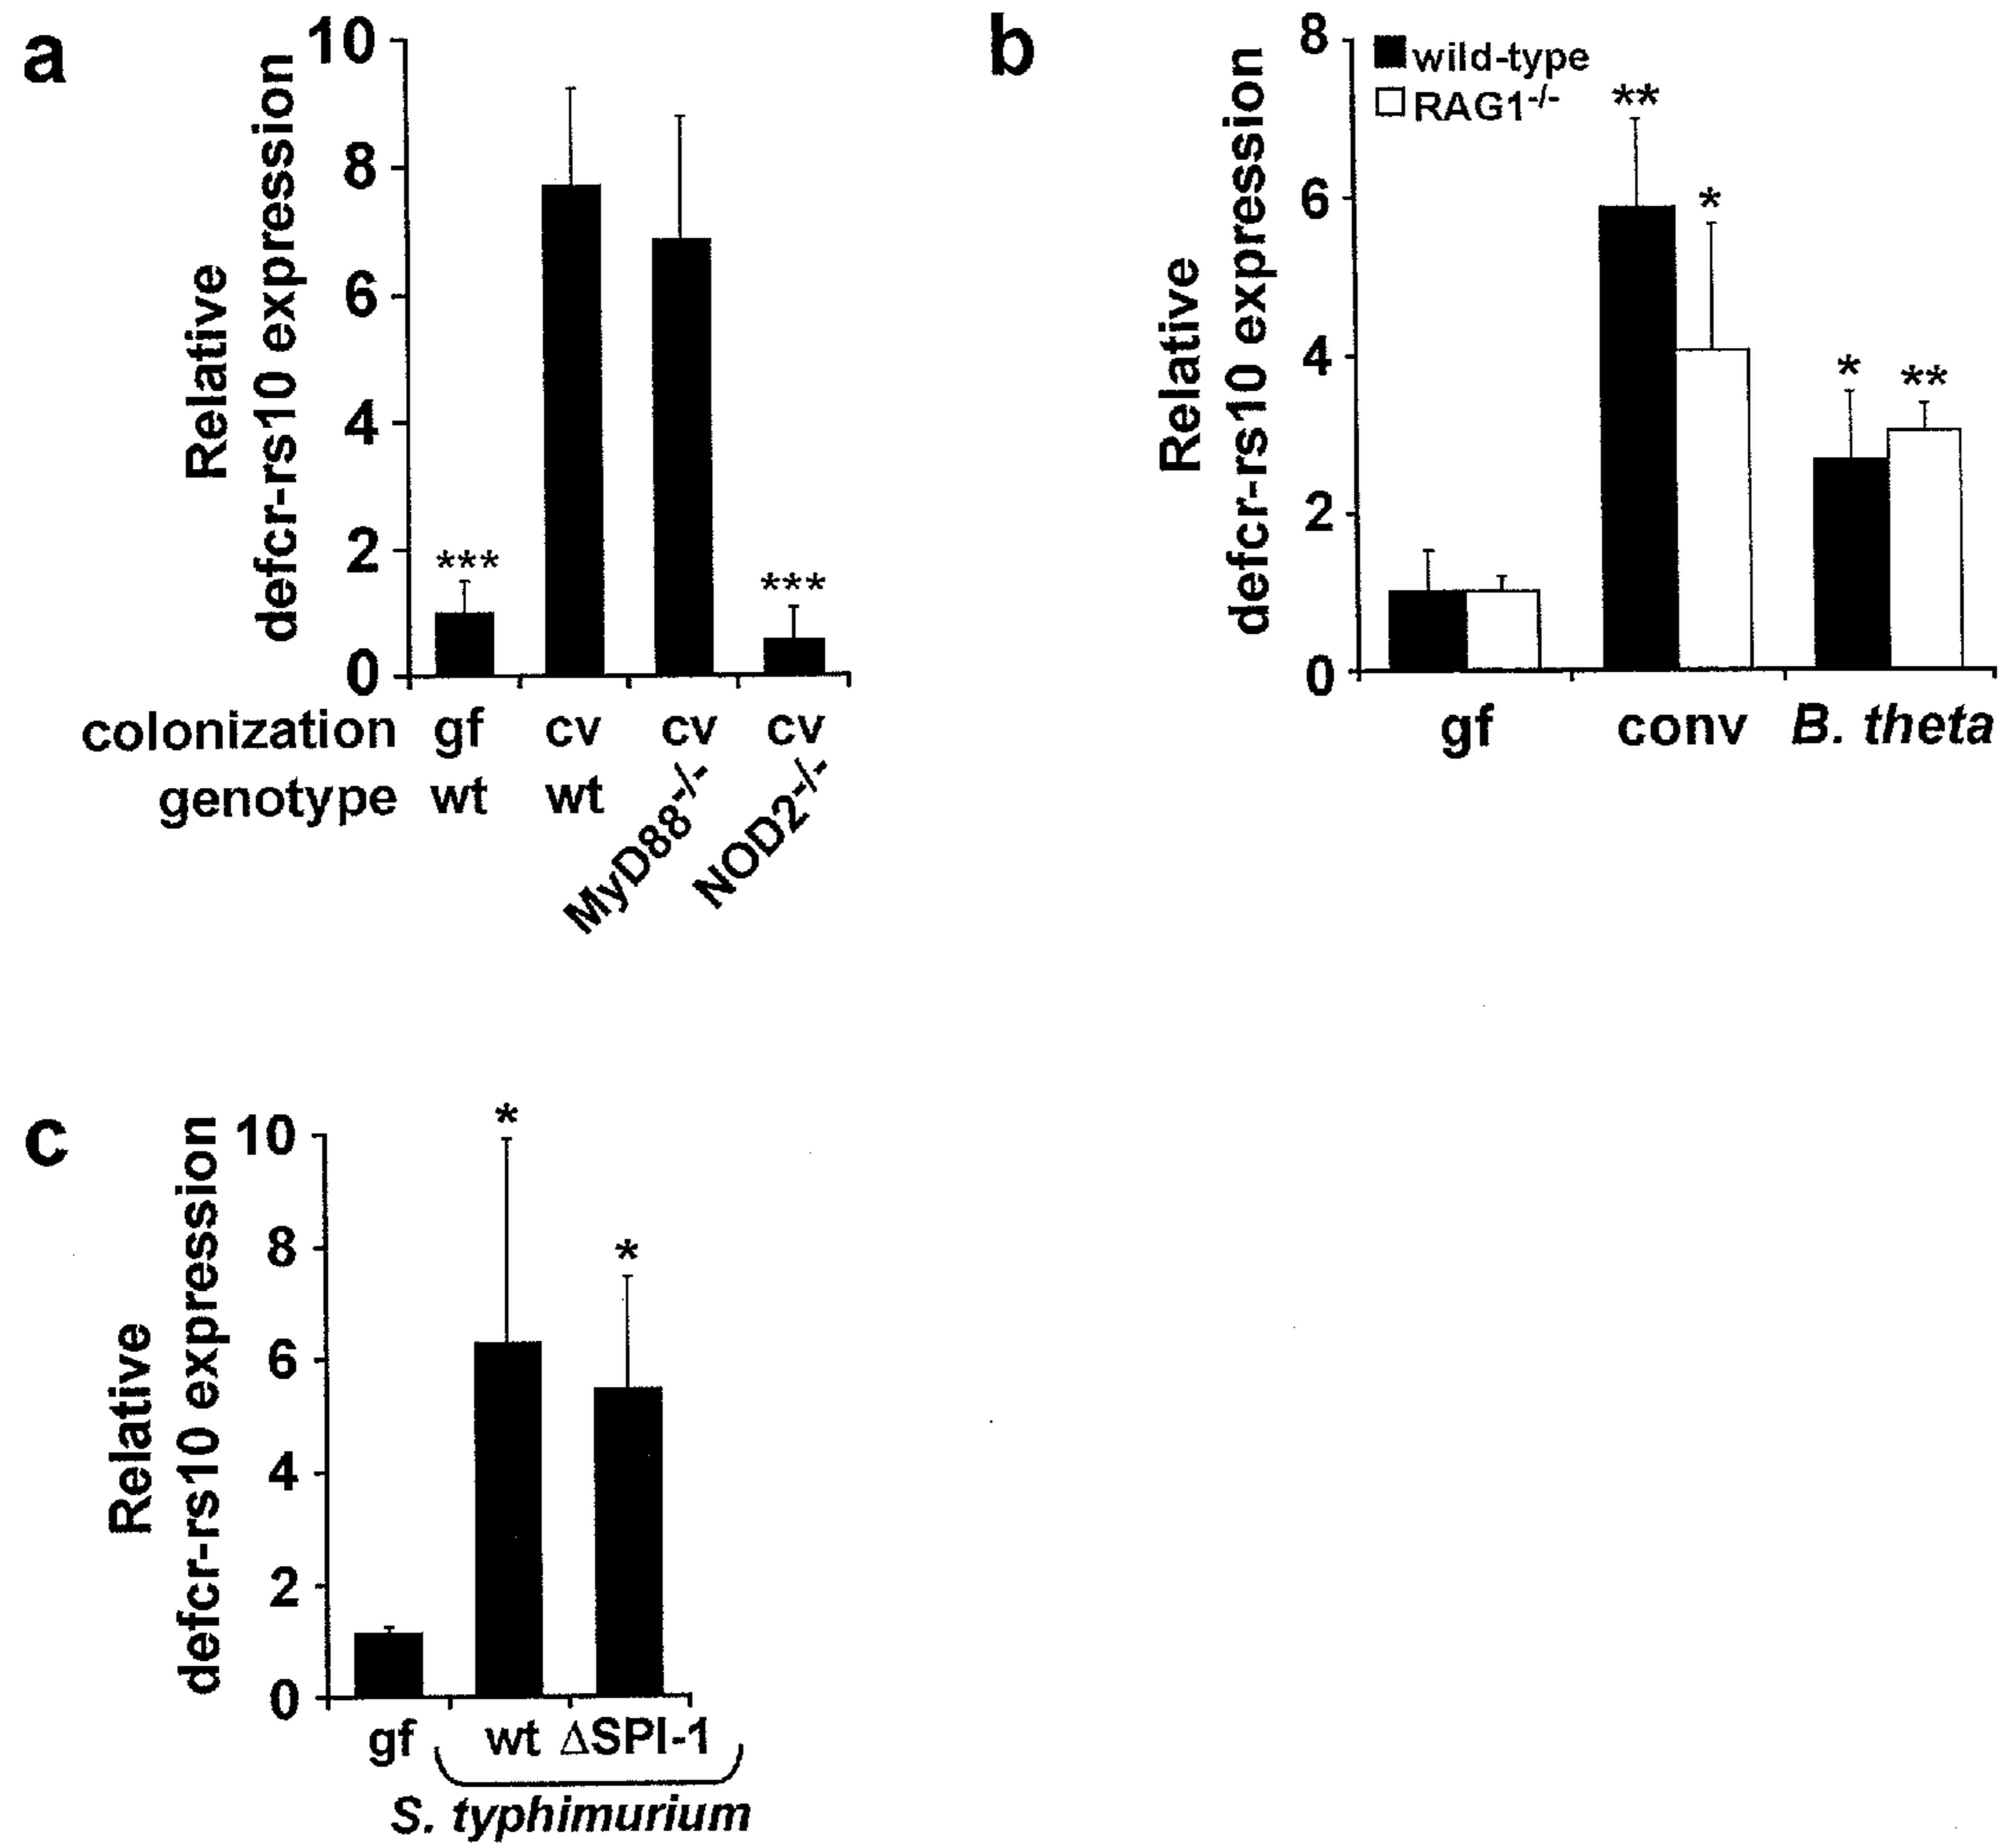 a
Relative
defcr-rs10 expression
10
8
6
4
2
0
***
***
colonization gf cv cv cv
genotype wt wt MyD88-/- NOD2-/-
b
Relative
defcr-rs10 expression
8
6
4
2
0
wild-type
RAG1-/-
**
*
*
**
gf conv B. theta
c
Relative
defcr-rs10 expression
10
8
6
4
2
0
*
*
gf wt ΔSPI-1
S. typhimurium